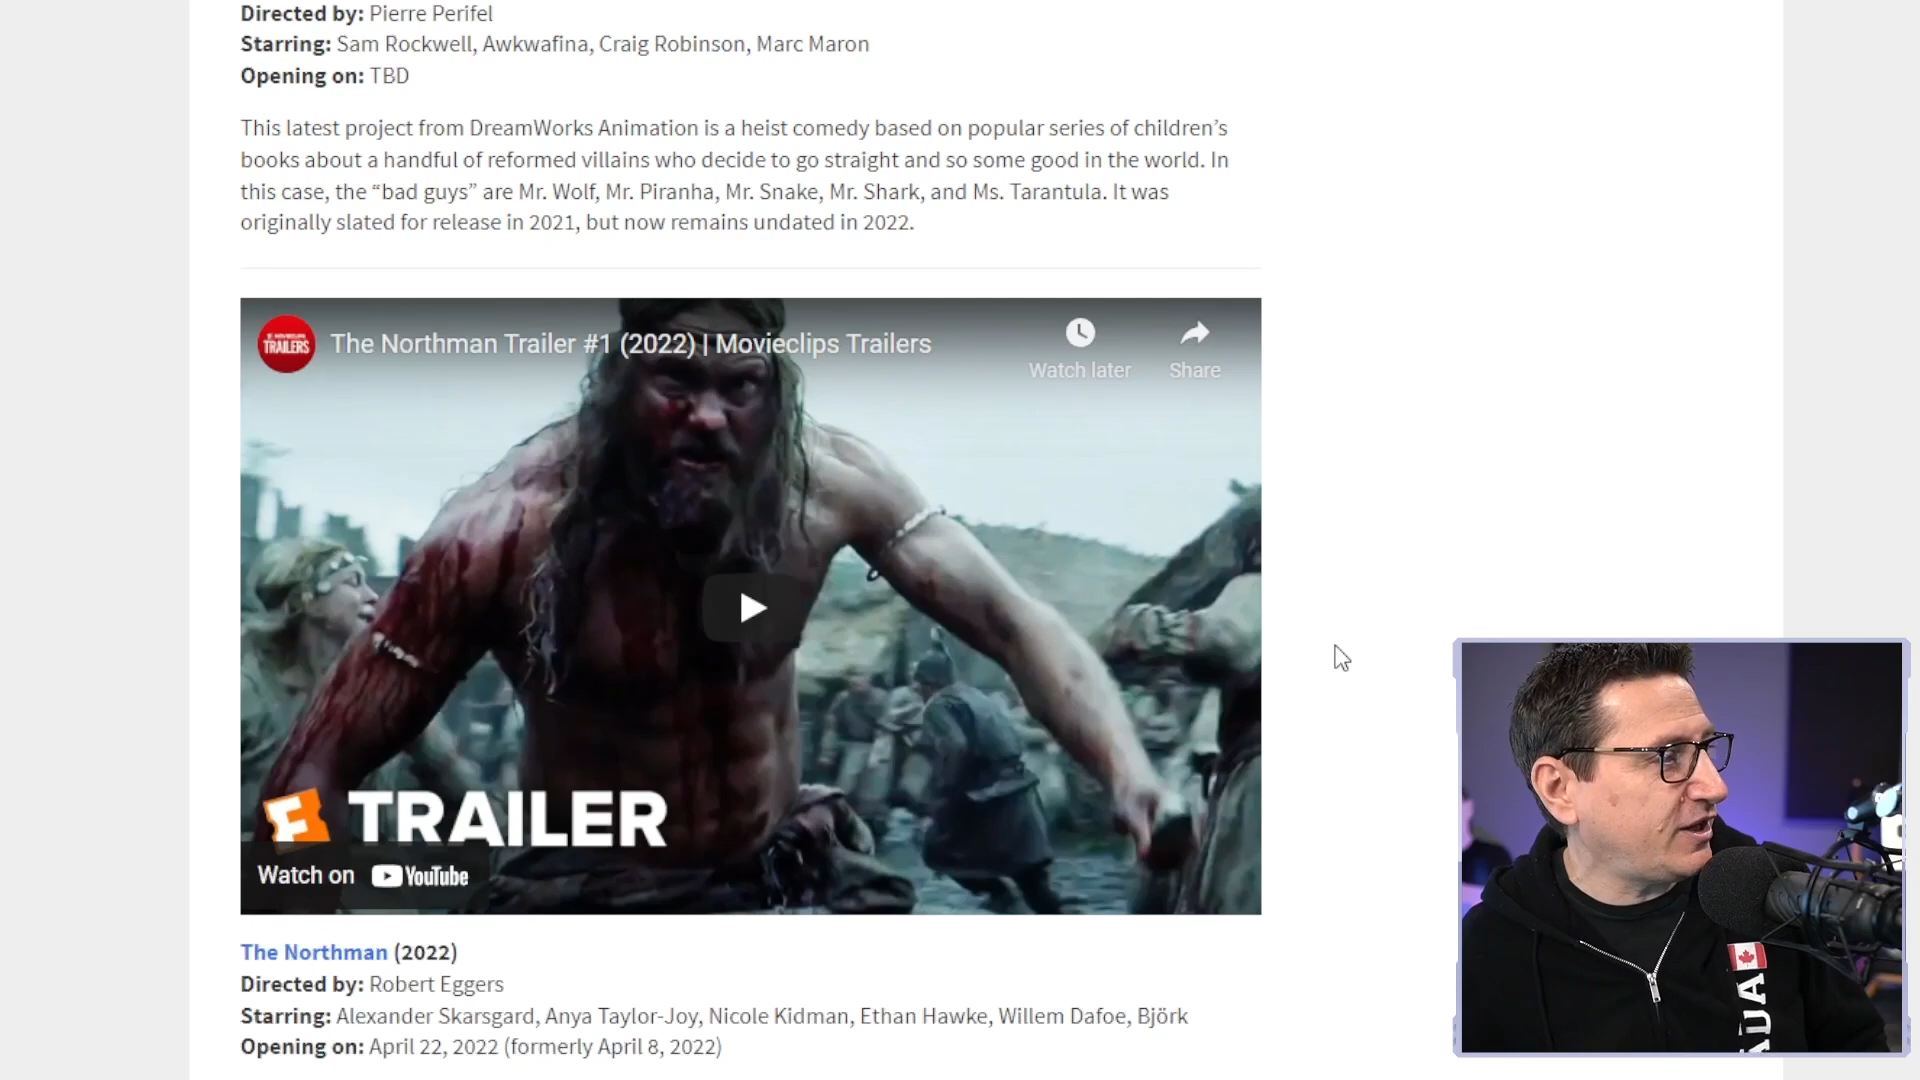 Directed by: Pierre Perifel
Starring: Sam Rockwell, Awkwafina, Craig Robinson, Marc Maron
Opening on: TBD
This latest project from DreamWorks Animation is a heist comedy based on popular series of children’s
books about a handful of reformed villains who decide to go straight and so some good in the world. In
this case, the “bad guys” are Mr. Wolf, Mr. Piranha, Mr. Snake, Mr. Shark, and Ms. Tarantula. It was
originally slated for release in 2021, but now remains undated in 2022.
TRAILERS
The Northman Trailer #1 (2022) | Movieclips Trailers
Watch later
Share
TRAILER
Watch on YouTube
The Northman (2022)
Directed by: Robert Eggers
Starring: Alexander Skarsgard, Anya Taylor-Joy, Nicole Kidman, Ethan Hawke, Willem Dafoe, Björk
Opening on: April 22, 2022 (formerly April 8, 2022)